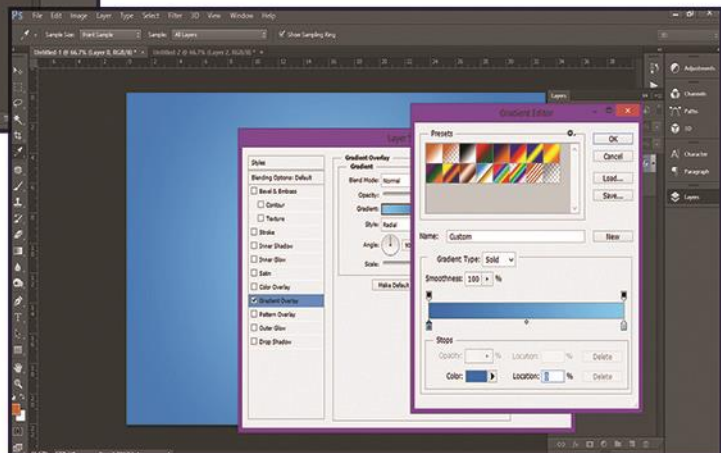 Ps File Edit Image Layer Type Select Filter 3D View Window Help
Sample Size: Point Sample Sample: All Layers Show Sampling Ring
Untitled-1 @ 66.7% (Layer 0, RGB/8) * × Untitled-2 @ 66.7% (Layer 2, RGB/8) * ×
Adjustments
Channels
Paths
3D
Character
Paragraph
Layers
Layers
Layer
Styles
Blending Options: Default
Bevel & Emboss
Contour
Texture
Stroke
Inner Shadow
Inner Glow
Satin
Color Overlay
Gradient Overlay
Pattern Overlay
Outer Glow
Drop Shadow
Gradient Overlay
Gradient
Blend Mode: Normal
Opacity:
Gradient:
Style: Radial
Angle:
Scale:
Make Default
Gradient Editor
Presets
OK
Cancel
Load...
Save...
Name: Custom
New
Gradient Type: Solid
Smoothness: 100 %
Stops
Opacity: % Location: % Delete
Color: Location: % Delete